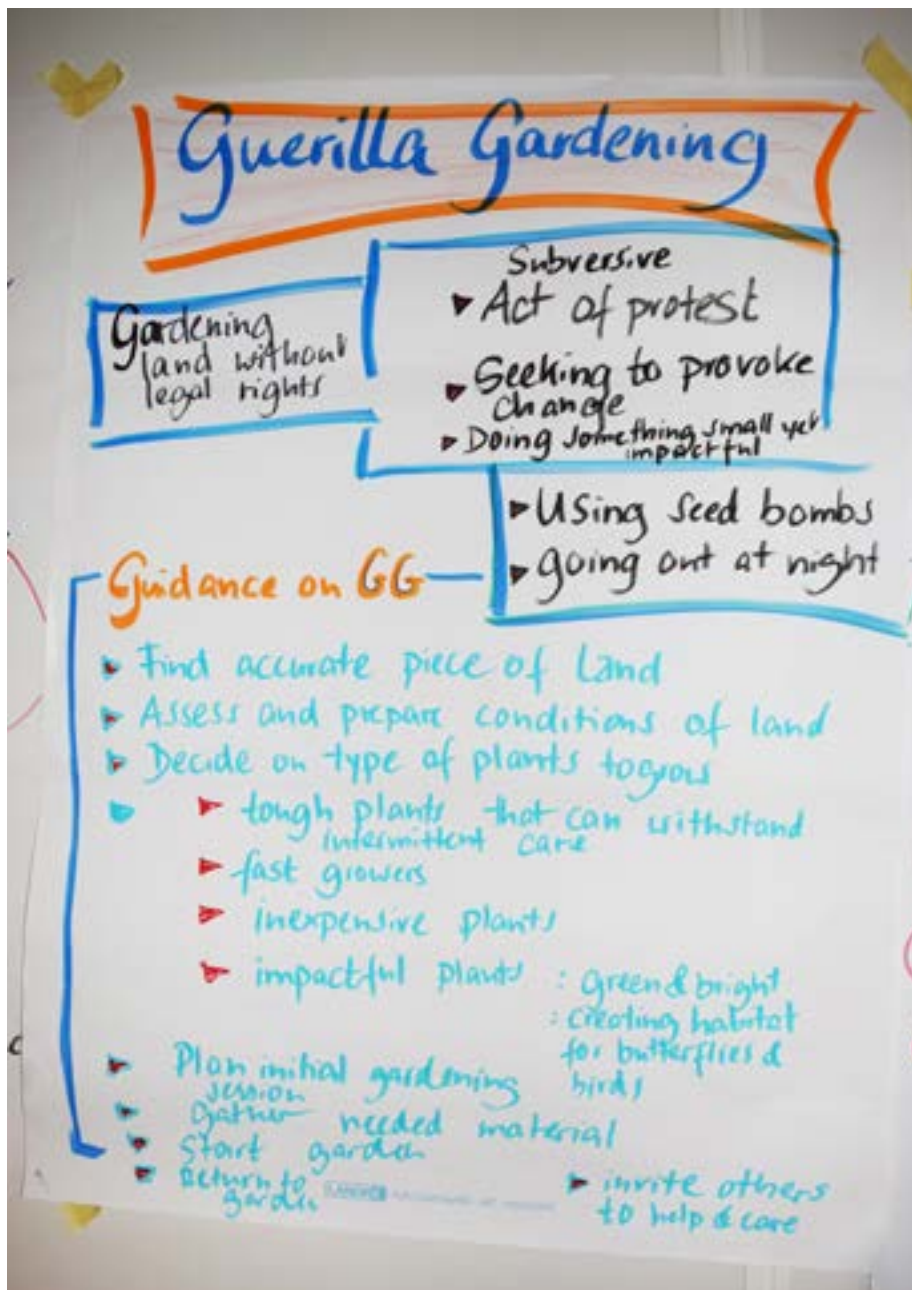 Guerilla Gardening
Gardening
land without
legal rights
Subversive
Act of protest
Seeking to provoke
change
Doing something small yet
impactful
Using seed bombs
going out at night
Guidance on GG
Find accurate piece of Land
Assess and prepare conditions of land
Decide on type of plants to grow
tough plants that can withstand
intermittent care
fast growers
inexpensive plants
impactful plants : green & bright
: creating habitat
for butterflies &
birds
Plan initial gardening
session
Gather needed material
Start garden
Return to
garden
invite others
to help & care